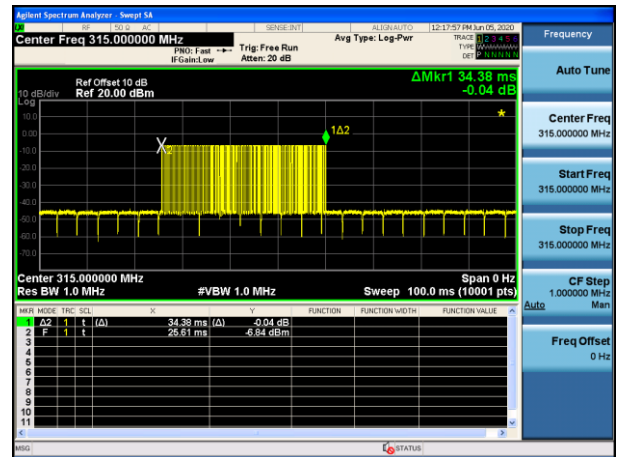 Agilent Spectrum Analyzer - Swept SA
RF 50 Ω AC SENSE:INT ALIGN AUTO 12:17:57 PM Jun 05, 2020
Center Freq 315.000000 MHz
PNO: Fast
IFGain:Low
Trig: Free Run
Atten: 20 dB
Avg Type: Log-Pwr
TRACE 1 2 3 4 5 6
TYPE
DET P N N N N N
Ref Offset 10 dB
Ref 20.00 dBm
10 dB/div
Log
ΔMkr1 34.38 ms
-0.04 dB
10.0
0.00
-10.0
-20.0
-30.0
-40.0
-50.0
-60.0
-70.0
1Δ2
Center 315.000000 MHz
Span 0 Hz
Res BW 1.0 MHz
#VBW 1.0 MHz
Sweep 100.0 ms (10001 pts)
MKR MODE TRC SCL X Y FUNCTION FUNCTION WIDTH FUNCTION VALUE
1 Δ2 1 t (Δ) 34.38 ms (Δ) -0.04 dB
2 F 1 t 25.61 ms -6.84 dBm
3
4
5
6
7
8
9
10
11
MSG
STATUS
Frequency
Auto Tune
Center Freq
315.000000 MHz
Start Freq
315.000000 MHz
Stop Freq
315.000000 MHz
CF Step
1.000000 MHz
Auto Man
Freq Offset
0 Hz